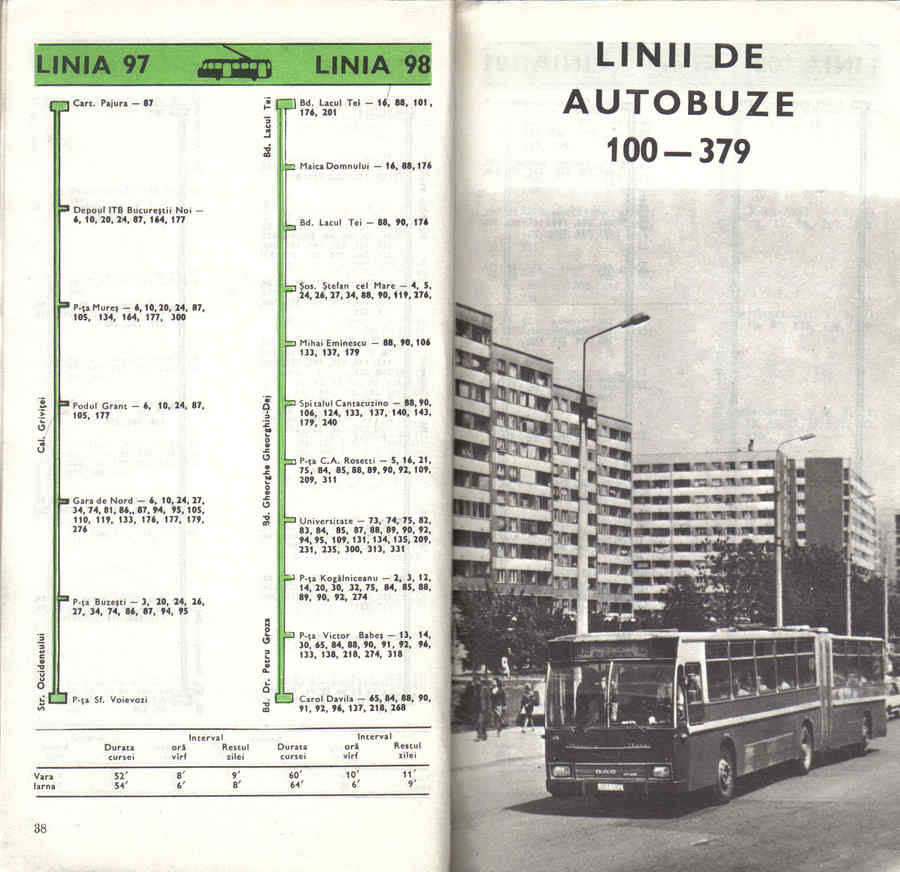 LINIA 97
Cart. Pajura — 87
Depoul ITB Bucureştii Noi —
6, 10, 20, 24, 87, 164, 177
P-ţa Mureş — 6, 10, 20, 24, 87,
105, 134, 164, 177, 300
Podul Grant — 6, 10, 24, 87,
105, 177
Gara de Nord — 6, 10, 24, 27,
34, 74, 81, 86,, 87, 94, 95, 105,
110, 119, 133, 176, 177, 179,
276
P-ţa Buzeşti — 3, 20, 24, 26,
27, 34, 74, 86, 87, 94, 95
P-ţa Sf. Voievozi
Cal. Griviţei
Str. Occidentului
LINIA 98
Bd. Lacul Tei — 16, 88, 101,
176, 201
Maica Domnului — 16, 88, 176
Bd. Lacul Tei — 88, 90, 176
Şos. Ştefan cel Mare — 4, 5,
24, 26, 27, 34, 88, 90, 119, 276,
Mihai Eminescu — 88, 90, 106
133, 137, 179
Spitalul Cantacuzino — 88, 90,
106, 124, 133, 137, 140, 143,
179, 240
P-ţa C.A. Rosetti — 5, 16, 21,
75, 84, 85, 88, 89, 90, 92, 109,
209, 311
Universitate — 73, 74, 75, 82,
83, 84, 85, 87, 88, 89, 90, 92,
94, 95, 109, 131, 134, 135, 209,
231, 235, 300, 313, 331
P-ţa Kogălniceanu — 2, 3, 12,
14, 20, 30, 32, 75, 84, 85, 88,
89, 90, 92, 274
P-ţa Victor Babeş — 13, 14,
30, 65, 84, 88, 90, 91, 92, 96,
133, 138, 218, 274, 318
Carol Davila — 65, 84, 88, 90,
91, 92, 96, 137, 218, 268
Bd. Lacul Tei
Bd. Gheorghe Gheorghiu-Dej
Bd. Dr. Petru Groza
Interval Interval
Durata oră Restul Durata oră Restul
cursei vîrf zilei cursei vîrf zilei
Vara 52′ 8′ 9′ 60′ 10′ 11′
Iarna 54′ 6′ 8′ 64′ 6′ 9′
38
LINII DE
AUTOBUZE
100 — 379